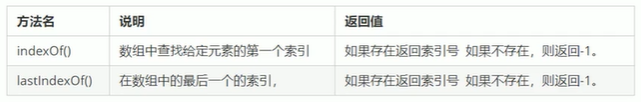 方法名 说明 返回值
indexOf() 数组中查找给定元素的第一个索引 如果存在返回索引号 如果不存在，则返回-1。
lastIndexOf() 在数组中的最后一个的索引， 如果存在返回索引号 如果不存在，则返回-1。